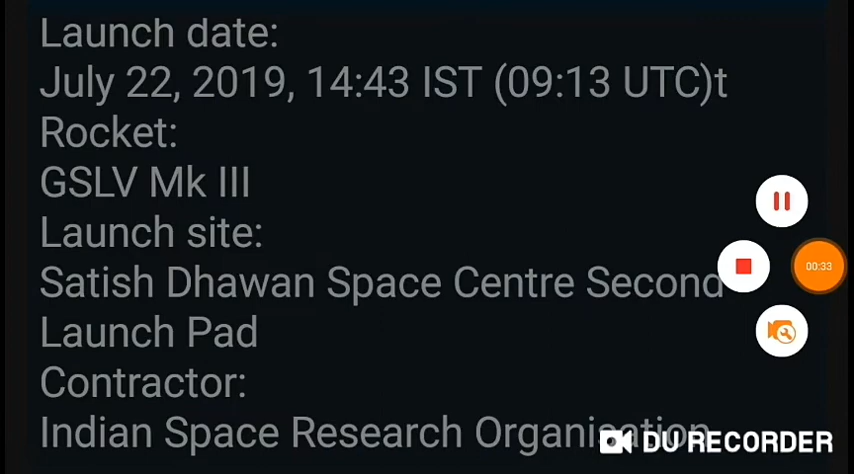 Launch date:
July 22, 2019, 14:43 IST (09:13 UTC)t
Rocket:
GSLV Mk III
Launch site:
Satish Dhawan Space Centre Second
Launch Pad
Contractor:
Indian Space Research Organisation
00:33
DU RECORDER